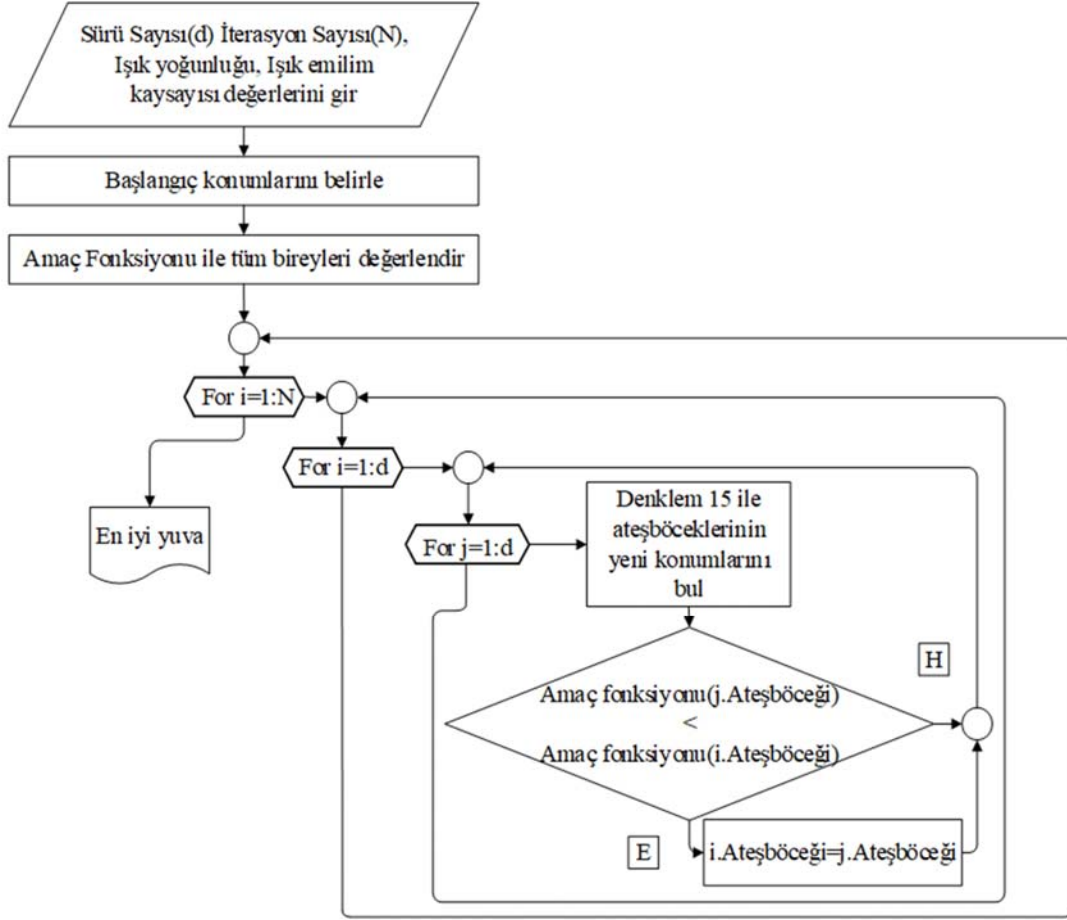 Sürü Sayısı(d) İterasyon Sayısı(N),
Işık yoğunluğu, Işık emilim
kaysayısı değerlerini gir
Başlangıç konumlarını belirle
Amaç Fonksiyonu ile tüm bireyleri değerlendir
For i=1:N
For i=1:d
En iyi yuva
For j=1:d
Denklem 15 ile
ateşböceklerinin
yeni konumlarını
bul
H
Amaç fonksiyonu(j.Ateşböceği)
<
Amaç fonksiyonu(i.Ateşböceği)
E
i.Ateşböceği=j.Ateşböceği